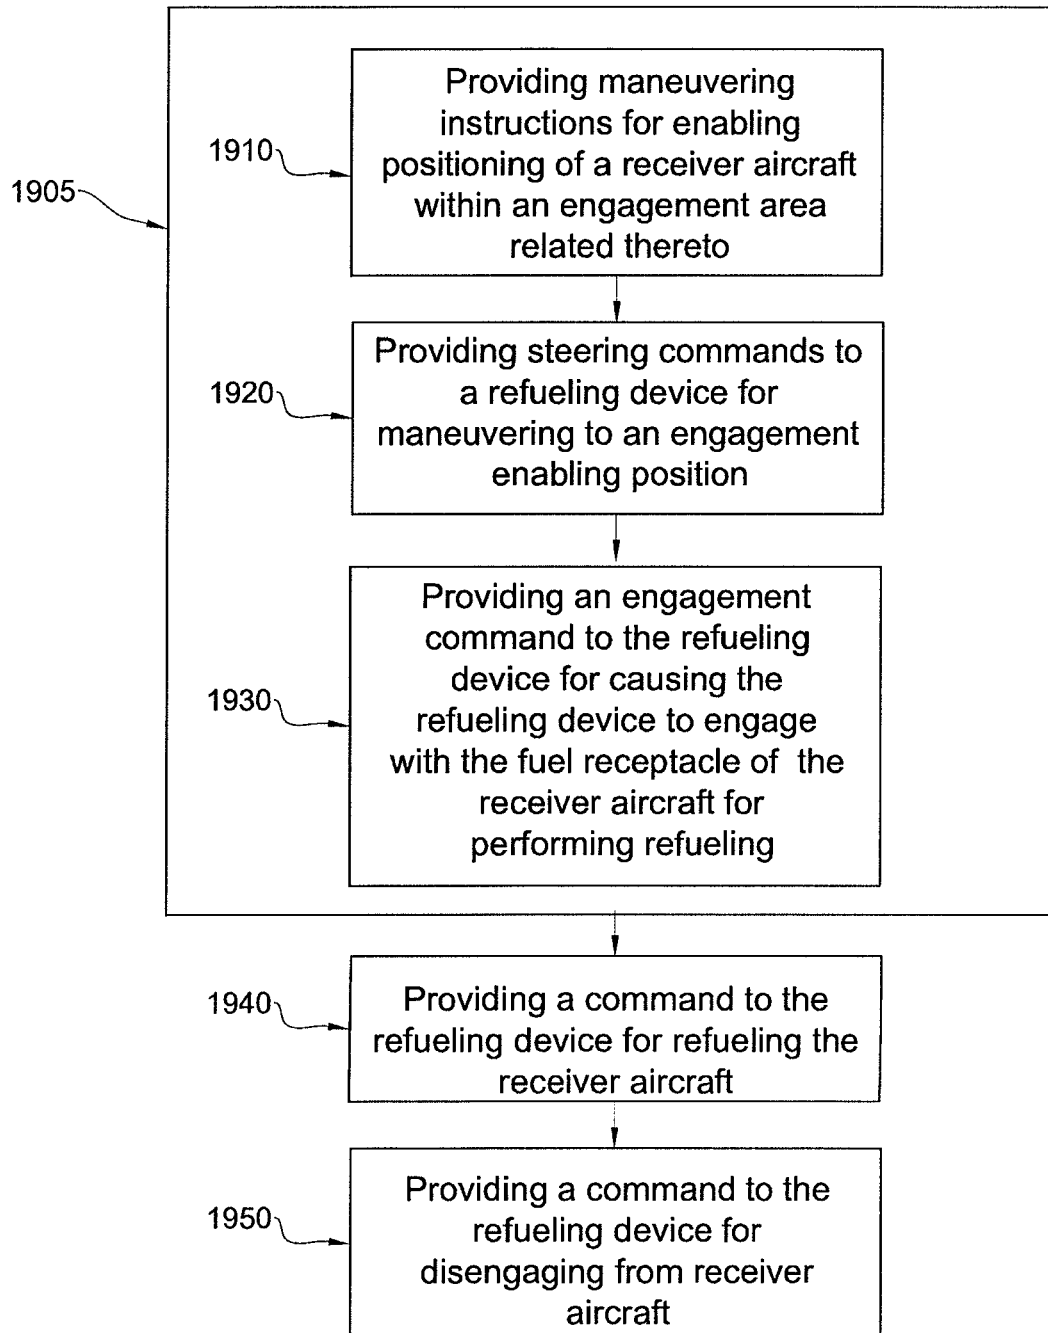 1905
1910
Providing maneuvering
instructions for enabling
positioning of a receiver aircraft
within an engagement area
related thereto
1920
Providing steering commands to
a refueling device for
maneuvering to an engagement
enabling position
1930
Providing an engagement
command to the refueling
device for causing the
refueling device to engage
with the fuel receptacle of the
receiver aircraft for
performing refueling
1940
Providing a command to the
refueling device for refueling the
receiver aircraft
1950
Providing a command to the
refueling device for
disengaging from receiver
aircraft